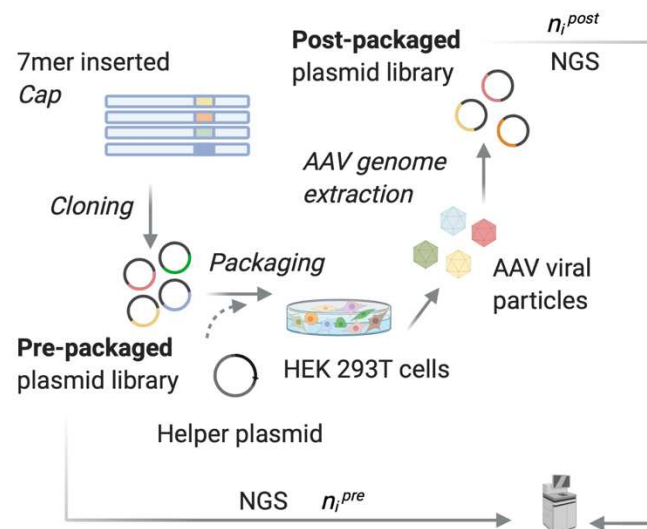 7mer inserted
Cap
Cloning
Pre-packaged
plasmid library
Packaging
Helper plasmid
HEK 293T cells
AAV viral
particles
AAV genome
extraction
Post-packaged
plasmid library
n_i^post
NGS
NGS n_i^pre